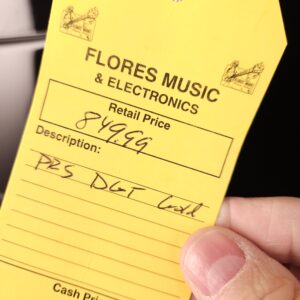 FLORES MUSIC
& ELECTRONICS
Retail Price
849.99
Description:
PRS DGT Gold
Cash Pri